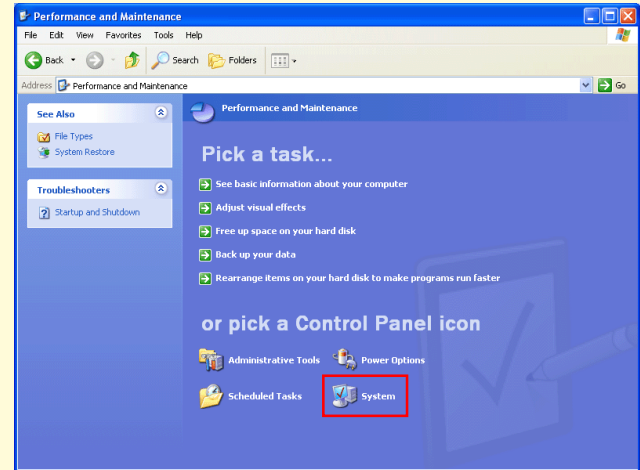 Performance and Maintenance
File Edit View Favorites Tools Help
Back Search Folders
Address Performance and Maintenance Go
See Also
File Types
System Restore
Troubleshooters
Startup and Shutdown
Performance and Maintenance
Pick a task...
See basic information about your computer
Adjust visual effects
Free up space on your hard disk
Back up your data
Rearrange items on your hard disk to make programs run faster
or pick a Control Panel icon
Administrative Tools Power Options
Scheduled Tasks System